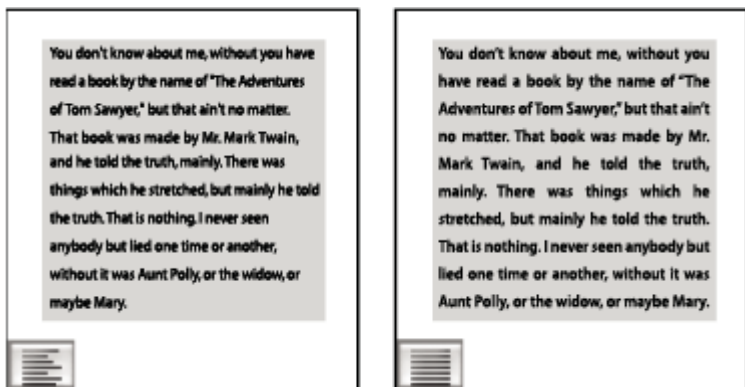 You don't know about me, without you have
read a book by the name of "The Adventures
of Tom Sawyer," but that ain't no matter.
That book was made by Mr. Mark Twain,
and he told the truth, mainly. There was
things which he stretched, but mainly he told
the truth. That is nothing. I never seen
anybody but lied one time or another,
without it was Aunt Polly, or the widow, or
maybe Mary.
You don't know about me, without you
have read a book by the name of "The
Adventures of Tom Sawyer," but that ain't
no matter. That book was made by Mr.
Mark Twain, and he told the truth,
mainly. There was things which he
stretched, but mainly he told the truth.
That is nothing. I never seen anybody but
lied one time or another, without it was
Aunt Polly, or the widow, or maybe Mary.